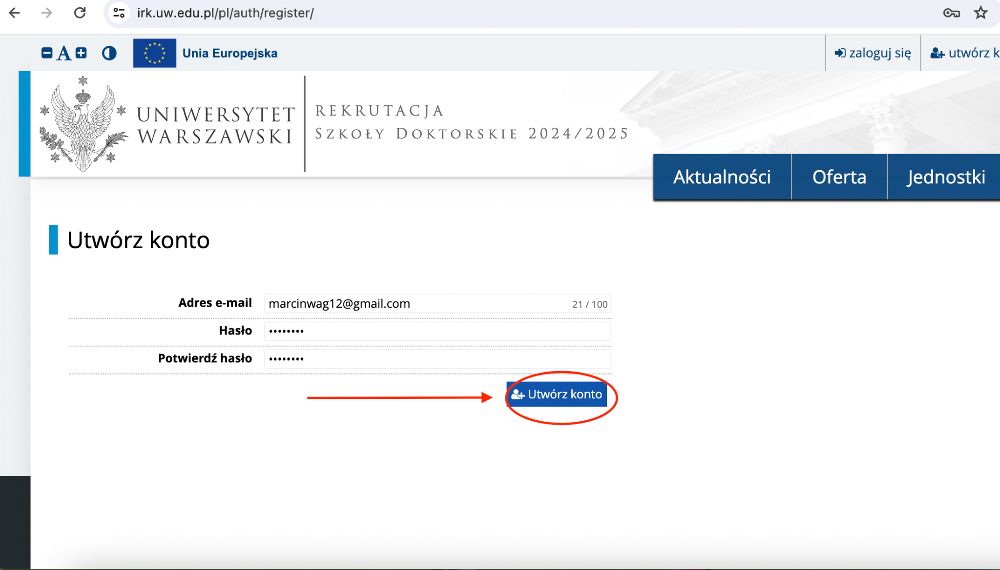 irk.uw.edu.pl/pl/auth/register/
A
Unia Europejska
zaloguj się
utwórz k
UNIWERSYTET
WARSZAWSKI
REKRUTACJA
SZKOŁY DOKTORSKIE 2024/2025
Aktualności
Oferta
Jednostki
Utwórz konto
Adres e-mail
marcinwag12@gmail.com
21 / 100
Hasło
••••••••
Potwierdź hasło
••••••••
Utwórz konto